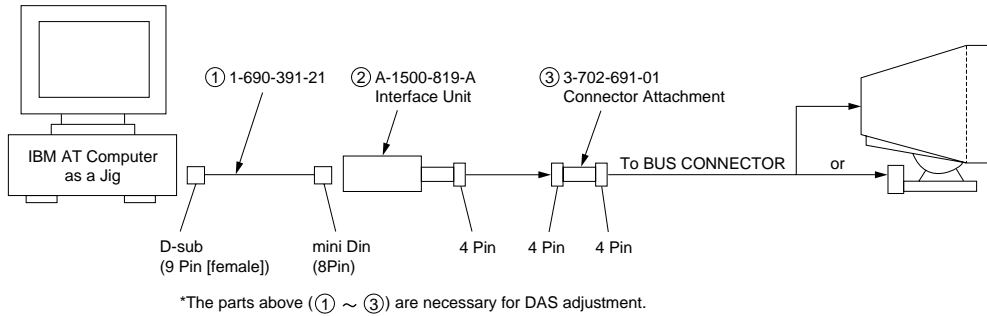 ① 1-690-391-21
② A-1500-819-A
Interface Unit
③ 3-702-691-01
Connector Attachment
IBM AT Computer
as a Jig
To BUS CONNECTOR
or
D-sub
(9 Pin [female])
mini Din
(8Pin)
4 Pin
4 Pin
4 Pin
*The parts above (① ~ ③) are necessary for DAS adjustment.